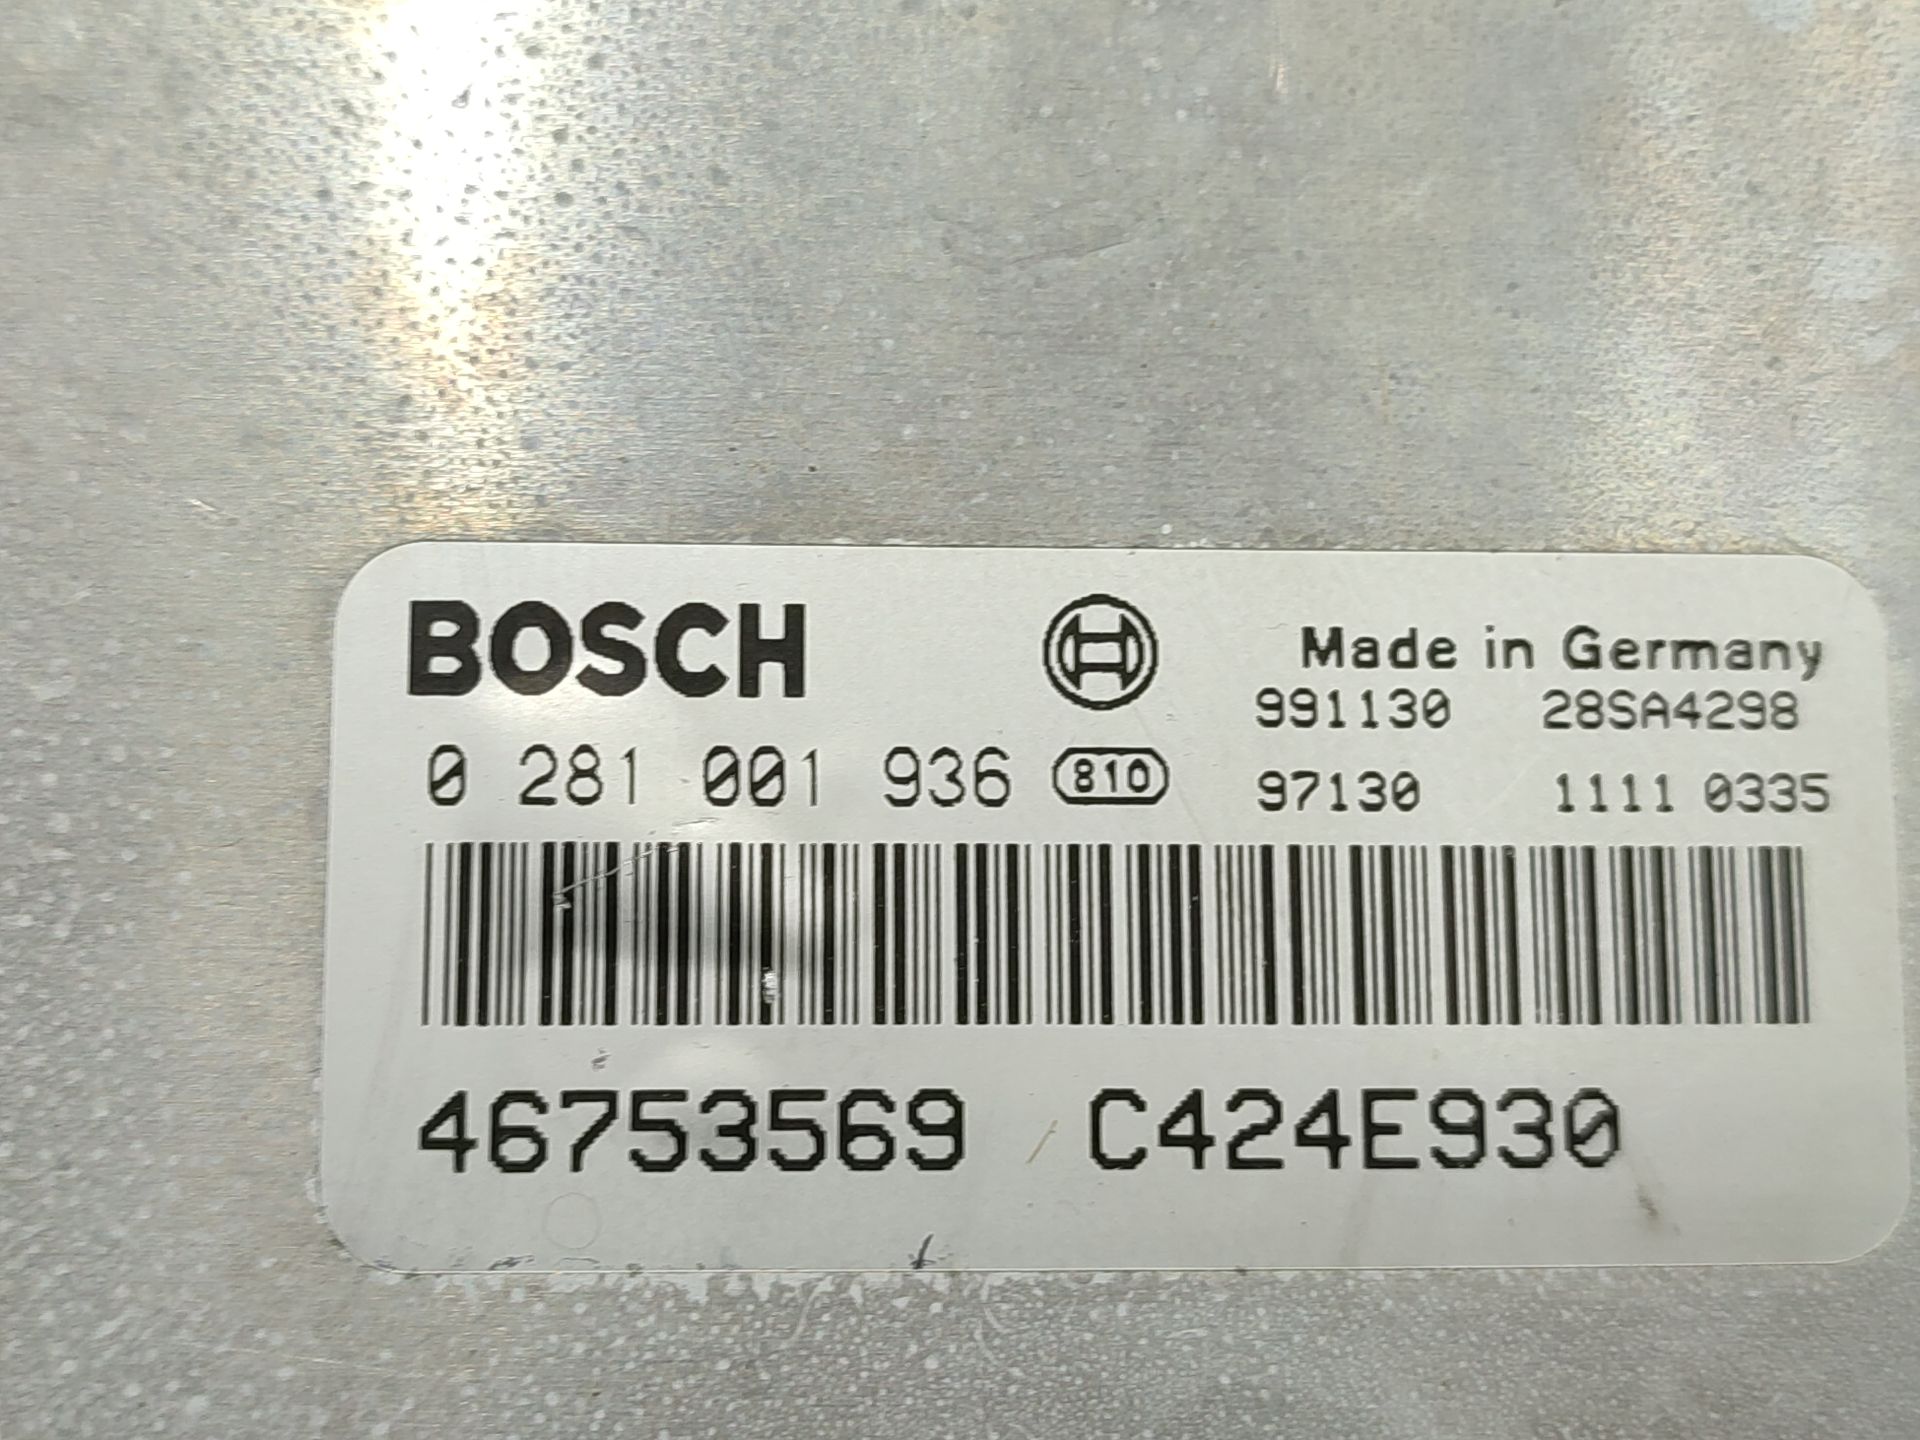 BOSCH
Made in Germany
991130 28SA4298
0 281 001 936 810 97130 1111 0335
46753569 C424E930